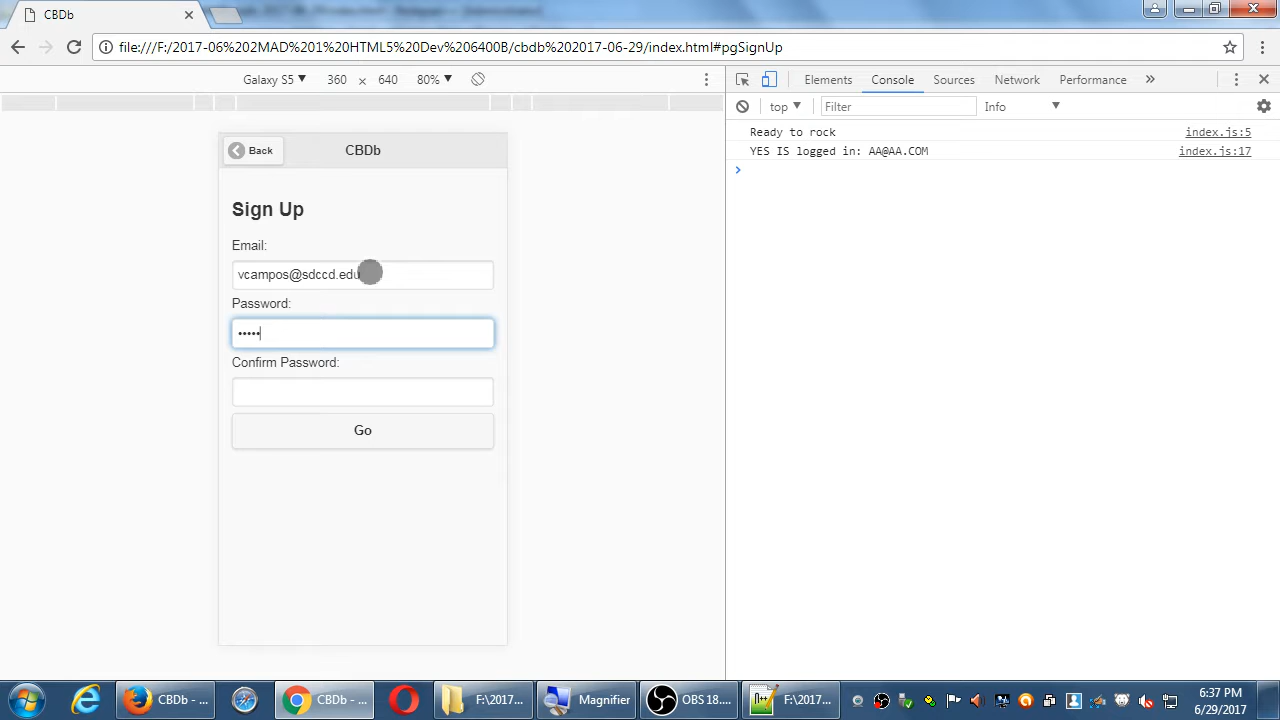 CBDb
file:///F:/2017-06%202MAD%201%20HTML5%20Dev%206400B/cbdb%202017-06-29/index.html#pgSignUp
Galaxy S5 360 x 640 80%
Elements Console Sources Network Performance
top Filter Info
Ready to rock index.js:5
YES IS logged in: AA@AA.COM index.js:17
Back CBDb
Sign Up
Email:
vcampos@sdccd.edu
Password:
•••••
Confirm Password:
Go
CBDb - ... CBDb - ... F:\2017... Magnifier OBS 18.... F:\2017...
6:37 PM
6/29/2017